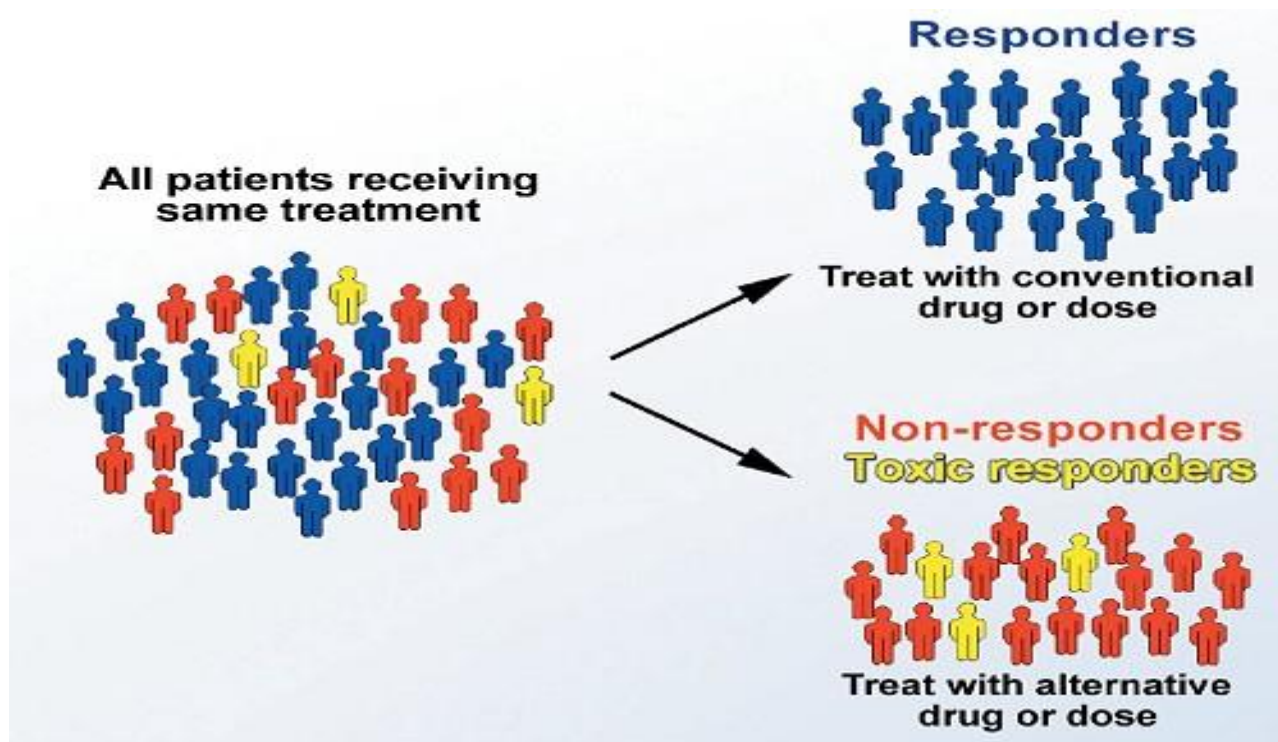 All patients receiving
same treatment
Responders
Treat with conventional
drug or dose
Non-responders
Toxic responders
Treat with alternative
drug or dose